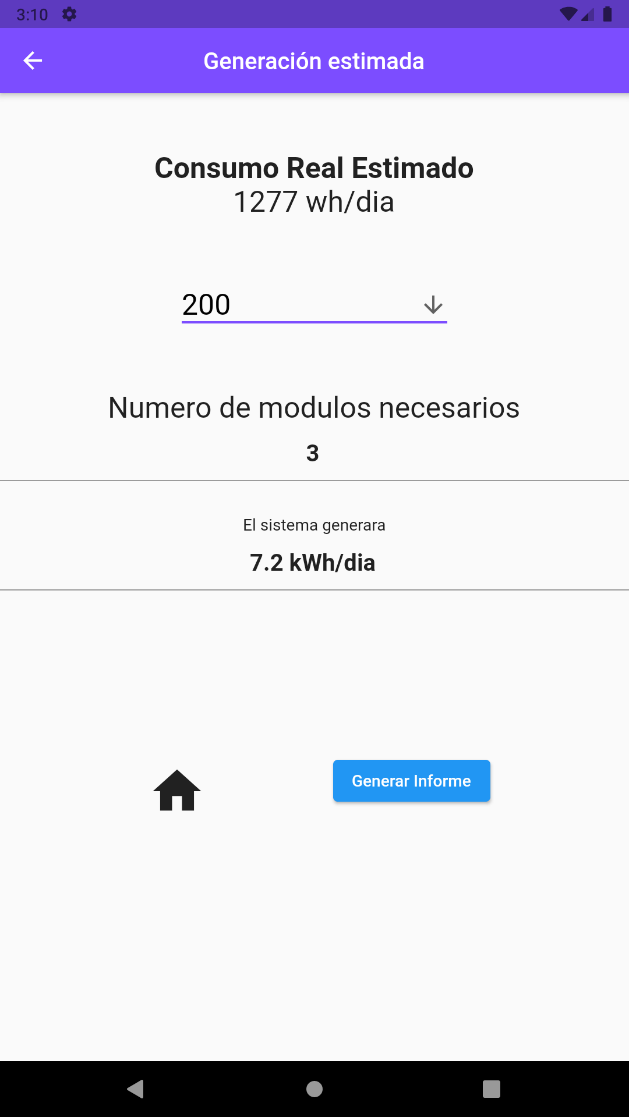 3:10
Generación estimada
Consumo Real Estimado
1277 wh/dia
200
Numero de modulos necesarios
3
El sistema generara
7.2 kWh/dia
Generar Informe